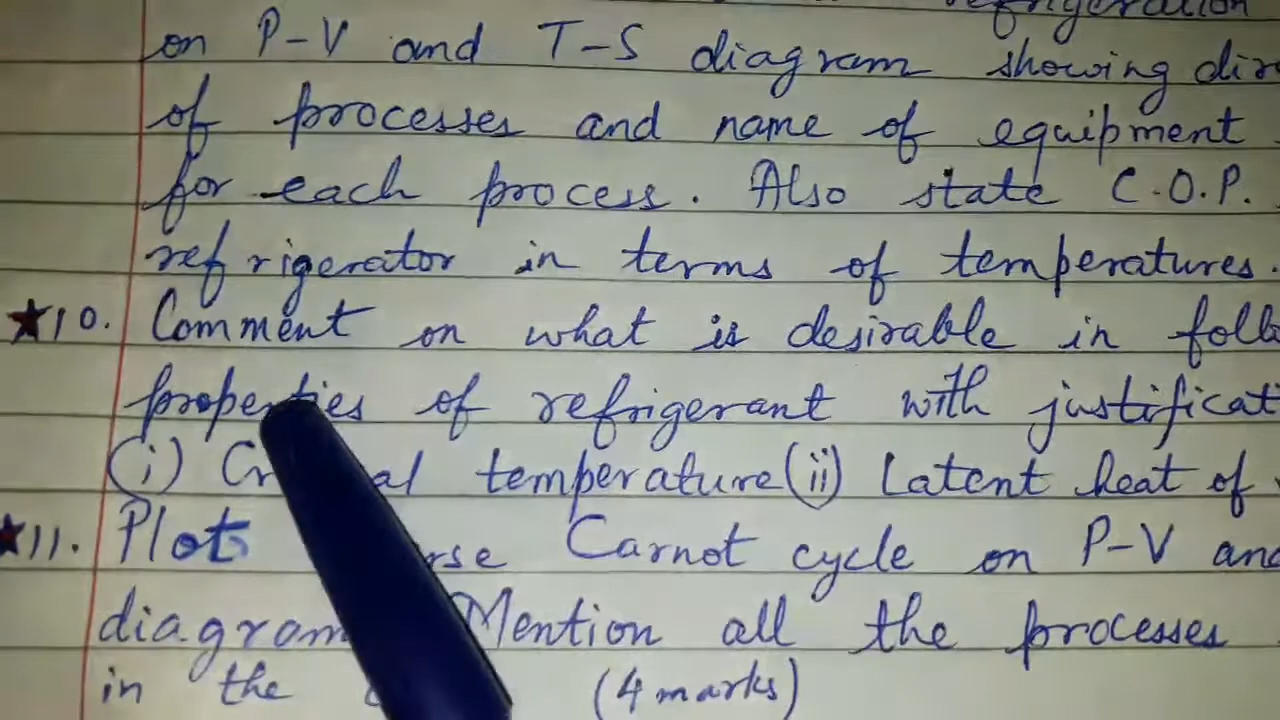 refrigeration
on P-V and T-S diagram showing
of processes and name of equipment
for each process. Also state C.O.P.
refrigerator in terms of temperatures.
★10. Comment on what is desirable in
properties of refrigerant with
(i) temperature (ii) Latent heat of
★11. Plot Carnot cycle on P-V and
diagram Mention all the processes
in the (4 marks)